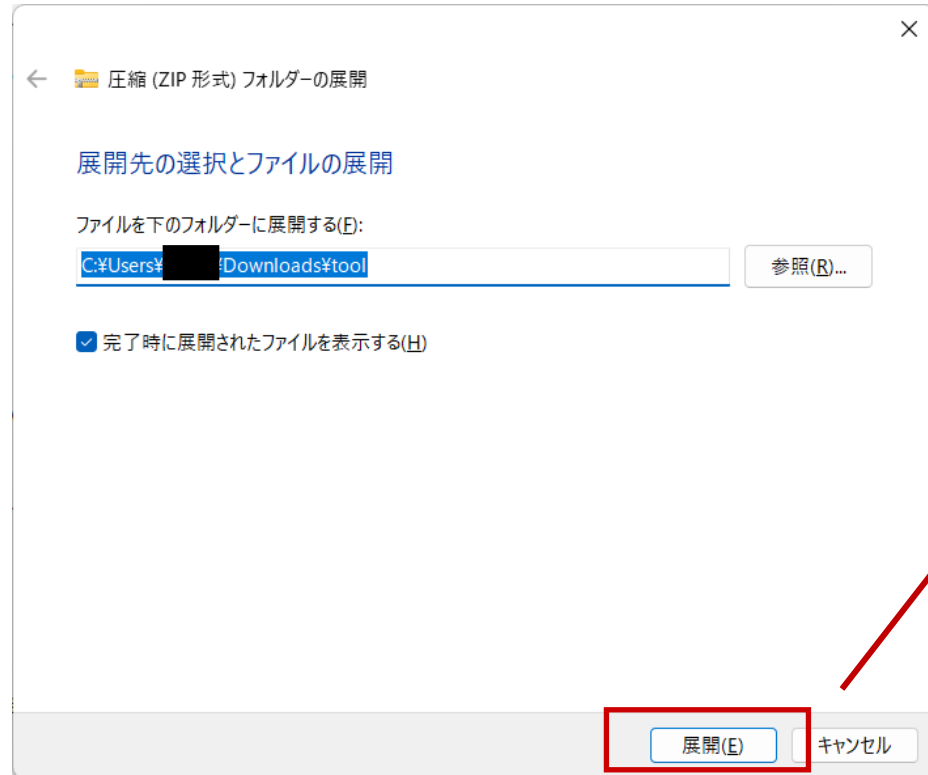 圧縮 (ZIP 形式) フォルダーの展開
展開先の選択とファイルの展開
ファイルを下のフォルダーに展開する(F):
C:¥Users¥ ¥Downloads¥tool
参照(R)...
完了時に展開されたファイルを表示する(H)
展開(E)
キャンセル